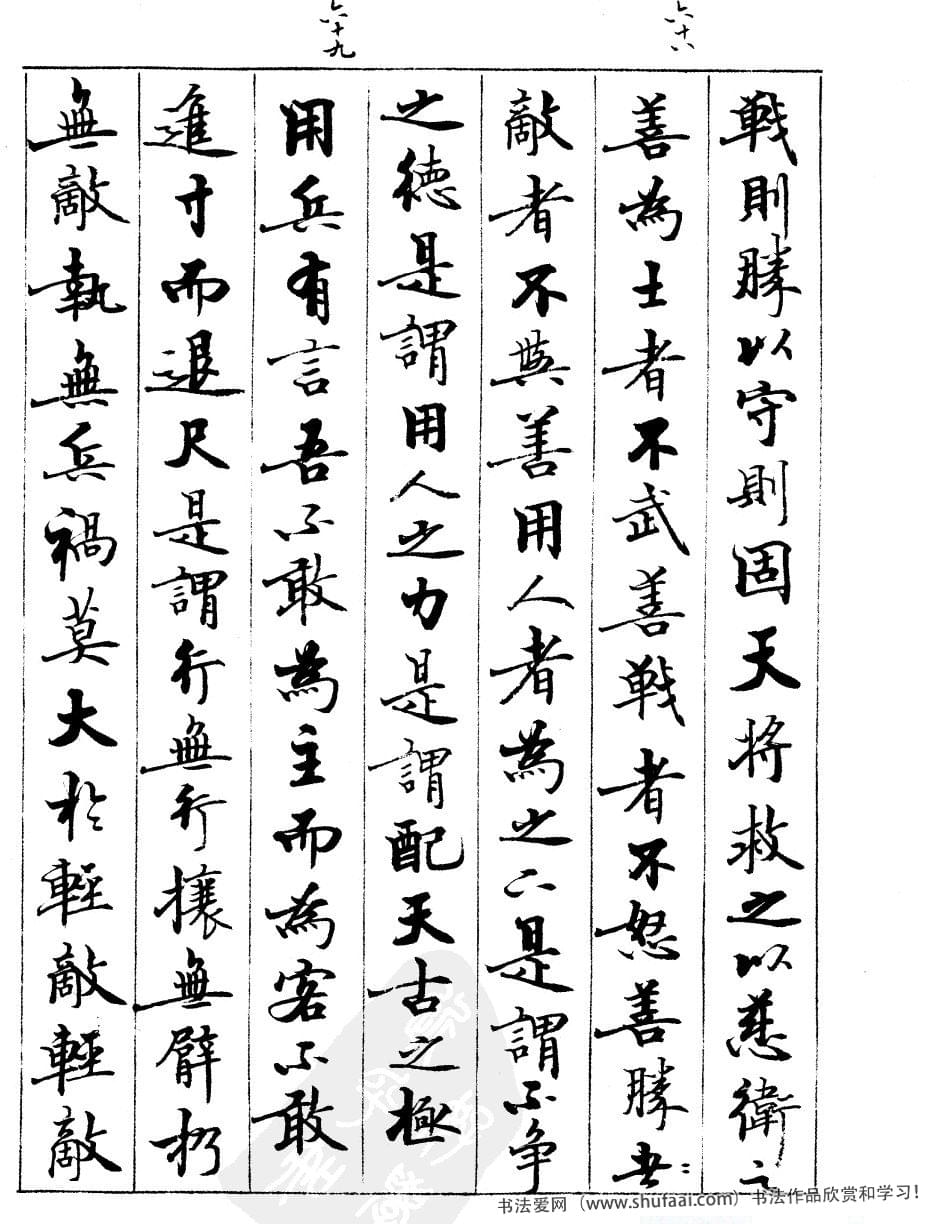 六十八
六十九
戰則勝以守則固天將救之以慈衛之
善為士者不武善戰者不怒善勝者
敵者不與善用人者為之下是謂不爭
之德是謂用人之力是謂配天古之極
用兵有言吾不敢為主而為客不敢
進寸而退尺是謂行無行攘無臂扔
無敵執無兵禍莫大於輕敵輕敵
书法爱网（www.shufaai.com）书法作品欣赏和学习！